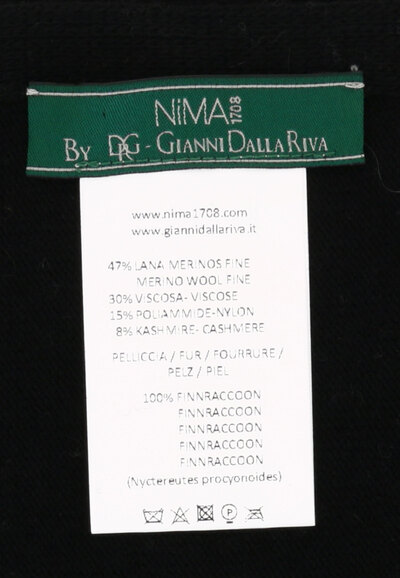 NiMA 1708
By DRG - GIANNI DALLA RIVA
www.nima1708.com
www.giannidallariva.it
47% LANA MERINOS FINE
MERINO WOOL FINE
30% VISCOSA- VISCOSE
15% POLIAMMIDE-NYLON
8% KASHMIRE- CASHMERE
PELLICCIA / FUR / FOURRURE /
PELZ / PIEL
100% FINNRACCOON
FINNRACCOON
FINNRACCOON
FINNRACCOON
FINNRACCOON
(Nyctereutes procyonoides)
P